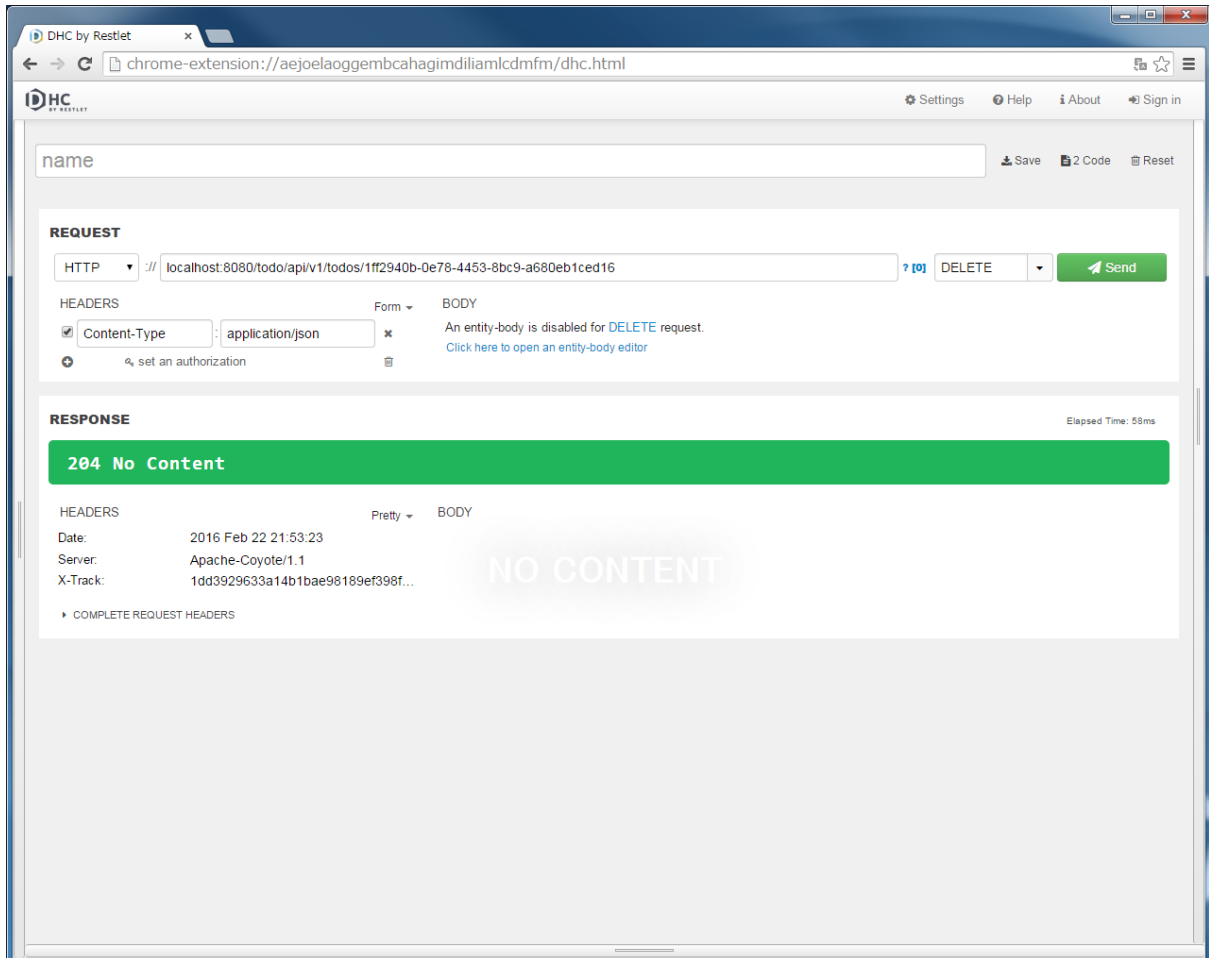 DHC by Restlet
chrome-extension://aejoelaoggembcahagimdiliamlcdmfm/dhc.html
DHC
BY RESTLET
Settings Help About Sign in
name
Save 2 Code Reset
REQUEST
HTTP :// localhost:8080/todo/api/v1/todos/1ff2940b-0e78-4453-8bc9-a680eb1ced16 ? [0] DELETE Send
HEADERS Form BODY
Content-Type : application/json An entity-body is disabled for DELETE request.
Click here to open an entity-body editor
set an authorization
RESPONSE Elapsed Time: 58ms
204 No Content
HEADERS Pretty BODY
Date: 2016 Feb 22 21:53:23
Server: Apache-Coyote/1.1
X-Track: 1dd3929633a14b1bae98189ef398f...
NO CONTENT
COMPLETE REQUEST HEADERS